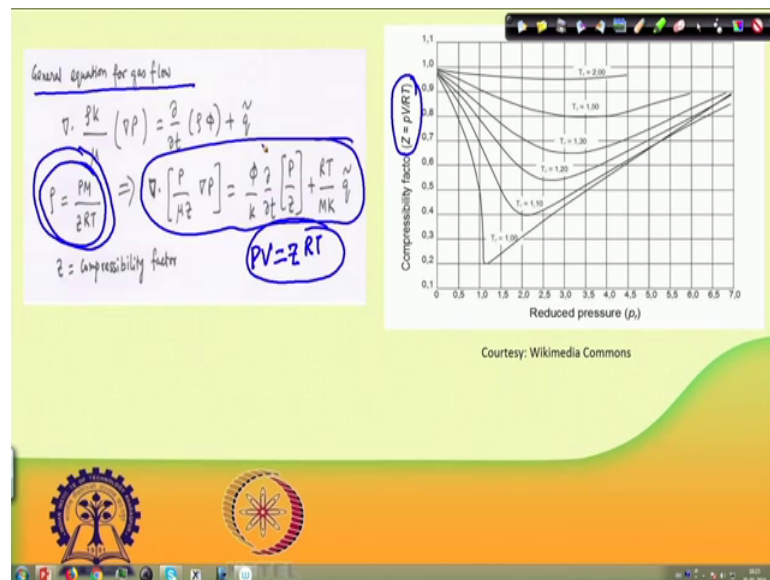 General equation for gas flow
∇· ρK/μ (∇P) = ∂/∂t (ρΦ) + q̃
ρ = PM/ZRT ⇒ ∇· [P/μZ ∇P] = Φ/K ∂/∂t [P/Z] + RT/MK q̃
PV = Z RT
Z = Compressibility factor
Compressibility factor (Z = pV/RT)
1,1
1,0
0,9
0,8
0,7
0,6
0,5
0,4
0,3
0,2
0,1
Tᵣ = 2,00
Tᵣ = 1,50
Tᵣ = 1,30
Tᵣ = 1,20
Tᵣ = 1,10
Tᵣ = 1,00
0 0,5 1,0 1,5 2,0 2,5 3,0 3,5 4,0 4,5 5,0 5,5 6,0 6,5 7,0
Reduced pressure (pᵣ)
Courtesy: Wikimedia Commons